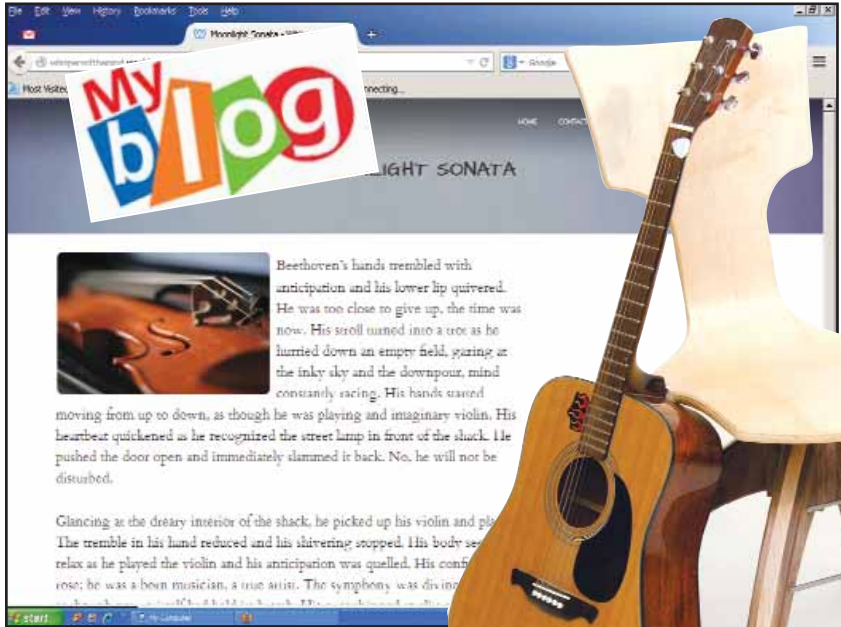 File Edit View History Bookmarks Tools Help
Moonlight Sonata -
Google
Most Visited
necting...
My
blog
HOME CONTACT
LIGHT SONATA
Beethoven's hands trembled with
anticipation and his lower lip quivered.
He was too close to give up, the time was
now. His stroll turned into a trot as he
hurried down an empty field, gazing at
the inky sky and the downpour, mind
constantly racing. His hands started
moving from up to down, as though he was playing and imaginary violin. His
heartbeat quickened as he recognized the street lamp in front of the shack. He
pushed the door open and immediately slammed it back. No, he will not be
disturbed.
Glancing at the dreary interior of the shack, he picked up his violin and
The tremble in his hand reduced and his shivering stopped. His body
relax as he played the violin and his anticipation was quelled. His
rose; he was a born musician, a true artist. The symphony was
start
My Computer